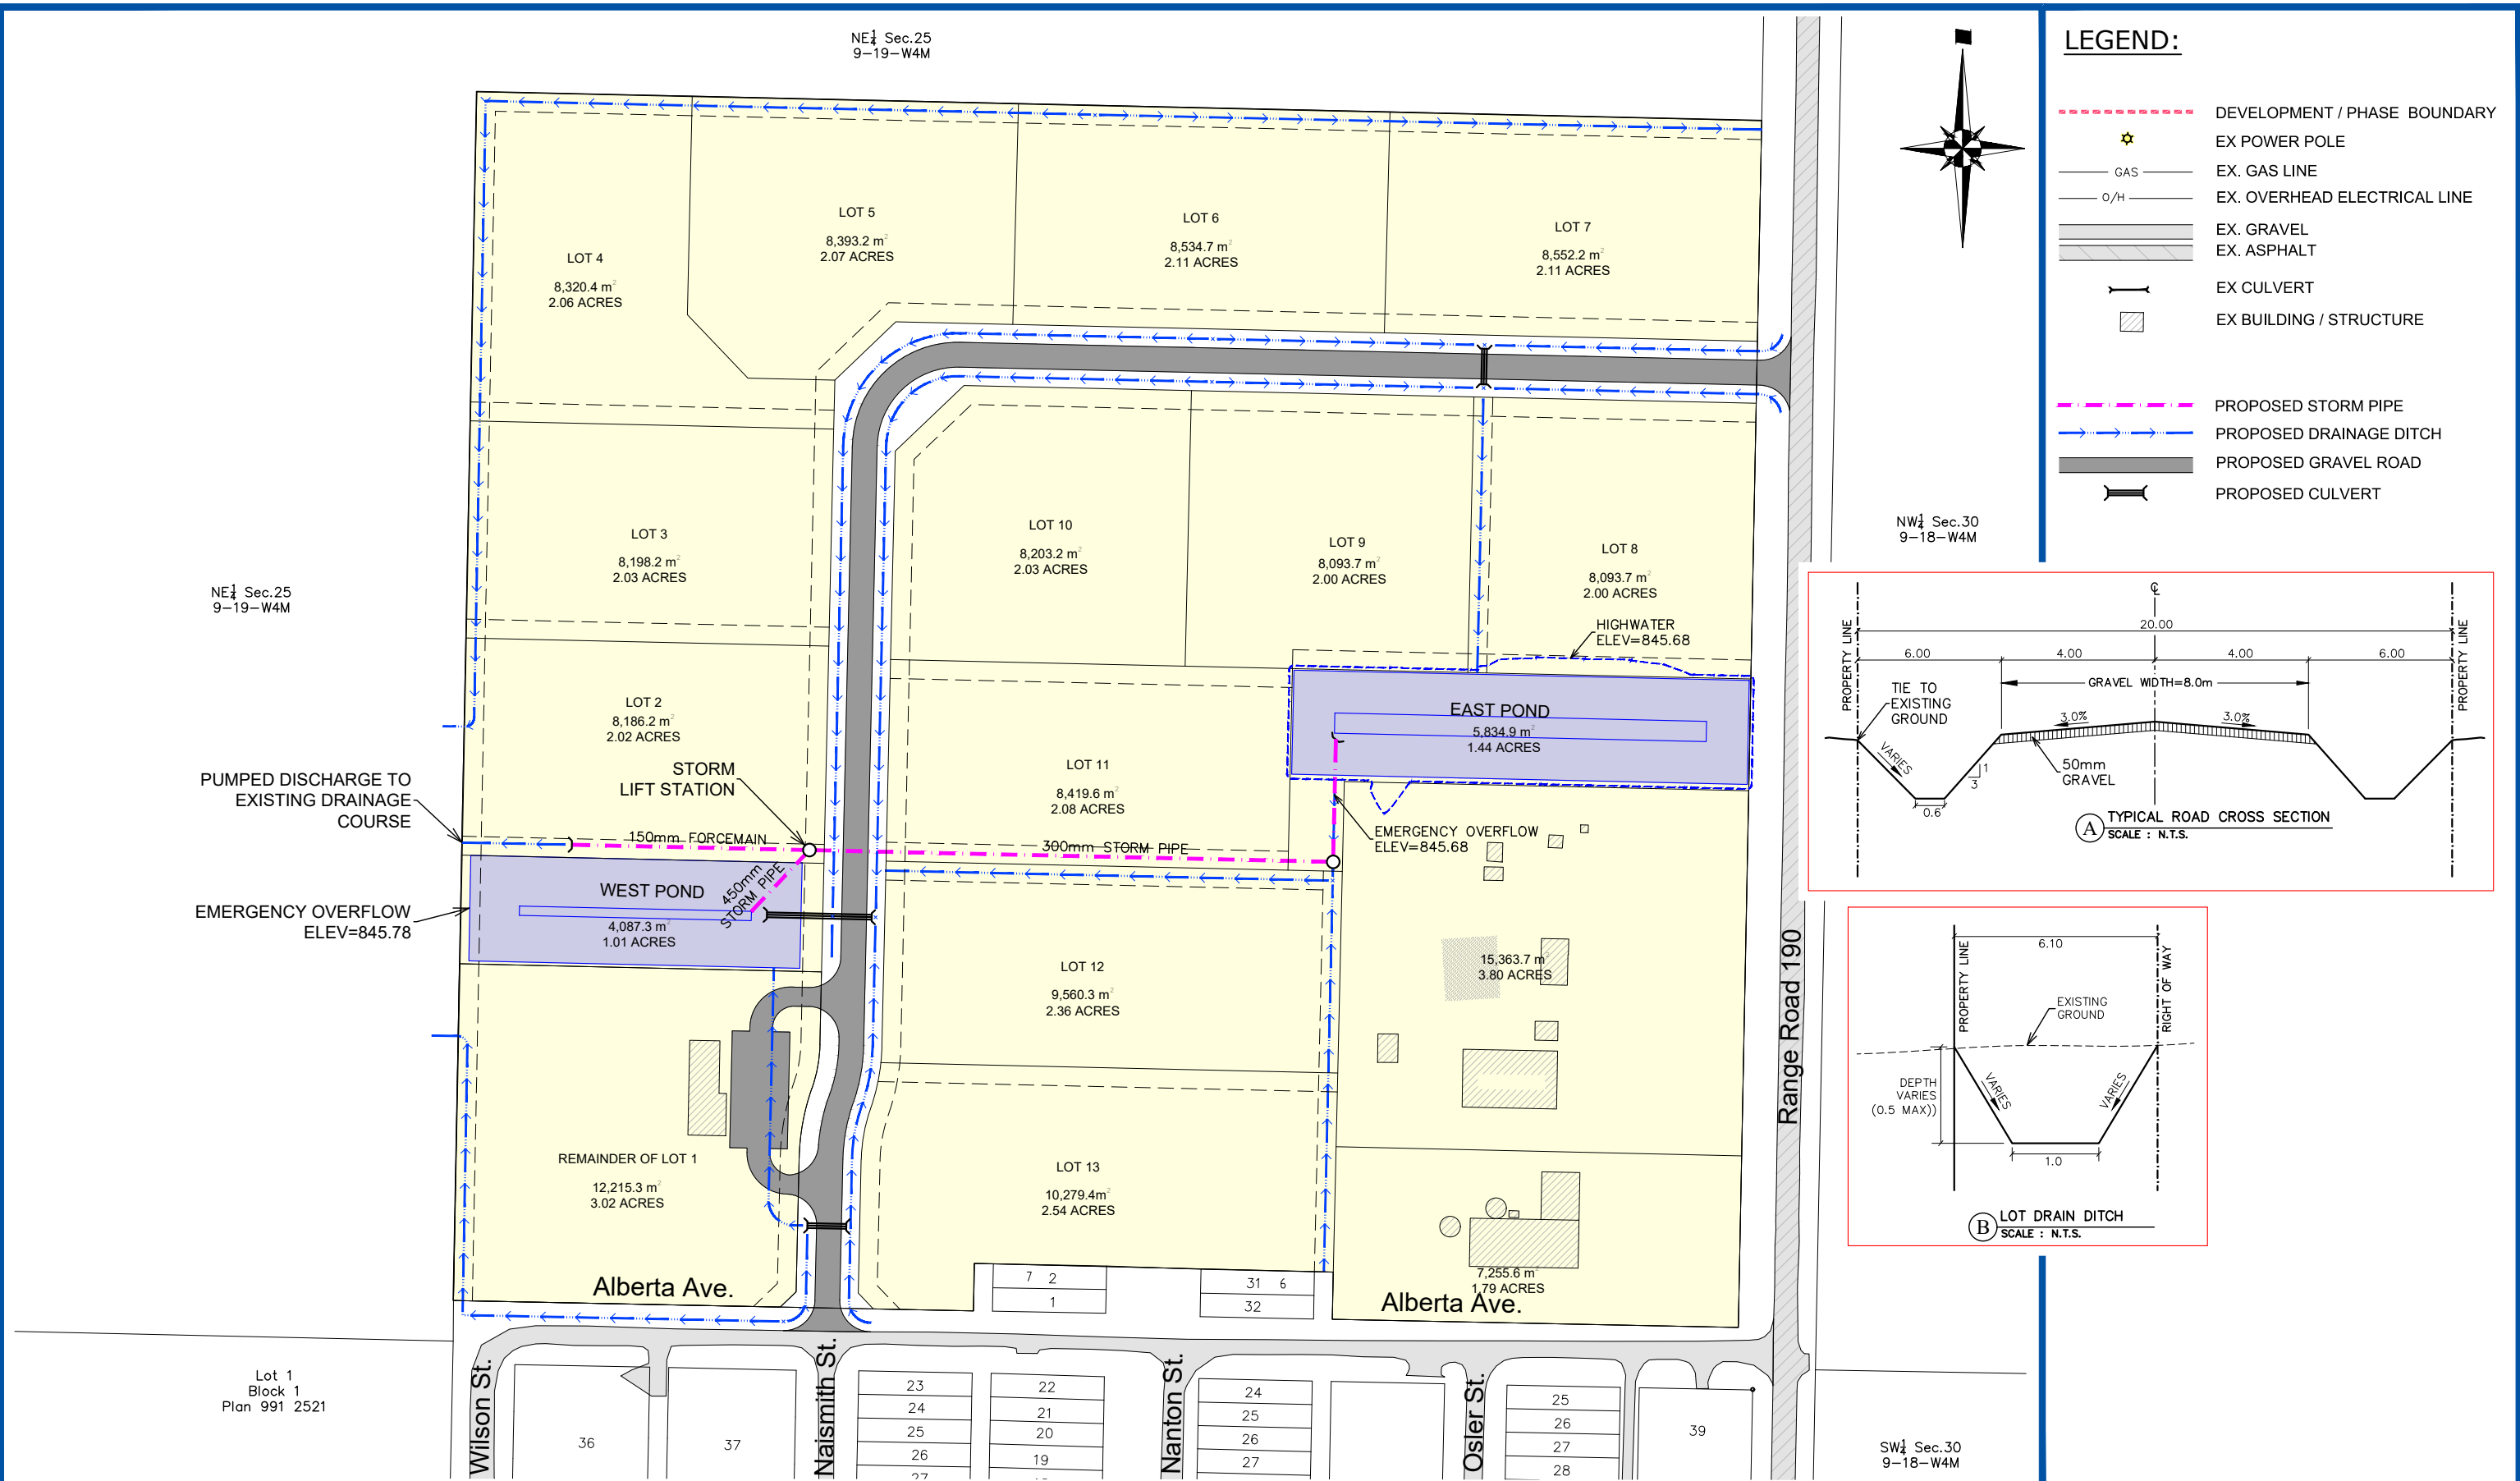 NE¼ Sec.25
9-19-W4M
LEGEND:
DEVELOPMENT / PHASE BOUNDARY
EX POWER POLE
GAS
EX. GAS LINE
O/H
EX. OVERHEAD ELECTRICAL LINE
EX. GRAVEL
EX. ASPHALT
EX CULVERT
EX BUILDING / STRUCTURE
PROPOSED STORM PIPE
PROPOSED DRAINAGE DITCH
PROPOSED GRAVEL ROAD
PROPOSED CULVERT
LOT 4
8,320.4 m²
2.06 ACRES
LOT 5
8,393.2 m²
2.07 ACRES
LOT 6
8,534.7 m²
2.11 ACRES
LOT 7
8,552.2 m²
2.11 ACRES
LOT 3
8,198.2 m²
2.03 ACRES
LOT 10
8,203.2 m²
2.03 ACRES
LOT 9
8,093.7 m²
2.00 ACRES
LOT 8
8,093.7 m²
2.00 ACRES
NW¼ Sec.30
9-18-W4M
NE¼ Sec.25
9-19-W4M
HIGHWATER
ELEV=845.68
LOT 2
8,186.2 m²
2.02 ACRES
EAST POND
5,834.9 m²
1.44 ACRES
STORM
LIFT STATION
LOT 11
8,419.6 m²
2.08 ACRES
PUMPED DISCHARGE TO
EXISTING DRAINAGE
COURSE
150mm FORCEMAIN
300mm STORM PIPE
EMERGENCY OVERFLOW
ELEV=845.68
450mm
STORM PIPE
WEST POND
4,087.3 m²
1.01 ACRES
EMERGENCY OVERFLOW
ELEV=845.78
LOT 12
9,560.3 m²
2.36 ACRES
15,363.7 m²
3.80 ACRES
Range Road 190
REMAINDER OF LOT 1
12,215.3 m²
3.02 ACRES
LOT 13
10,279.4m²
2.54 ACRES
7,255.6 m²
1.79 ACRES
Alberta Ave.
Alberta Ave.
7 2
1
31 6
32
Lot 1
Block 1
Plan 991 2521
Wilson St.
36
37
Naismith St.
23
24
25
26
27
22
21
20
19
Nanton St.
24
25
26
27
Osler St.
25
26
27
28
39
SW¼ Sec.30
9-18-W4M
℄
PROPERTY LINE
PROPERTY LINE
20.00
6.00
4.00
4.00
6.00
GRAVEL WIDTH=8.0m
TIE TO
EXISTING
GROUND
3.0%
3.0%
VARIES
1
3
50mm
GRAVEL
0.6
A
TYPICAL ROAD CROSS SECTION
SCALE : N.T.S.
PROPERTY LINE
6.10
RIGHT OF WAY
EXISTING
GROUND
DEPTH
VARIES
(0.5 MAX))
VARIES
VARIES
1.0
B
LOT DRAIN DITCH
SCALE : N.T.S.